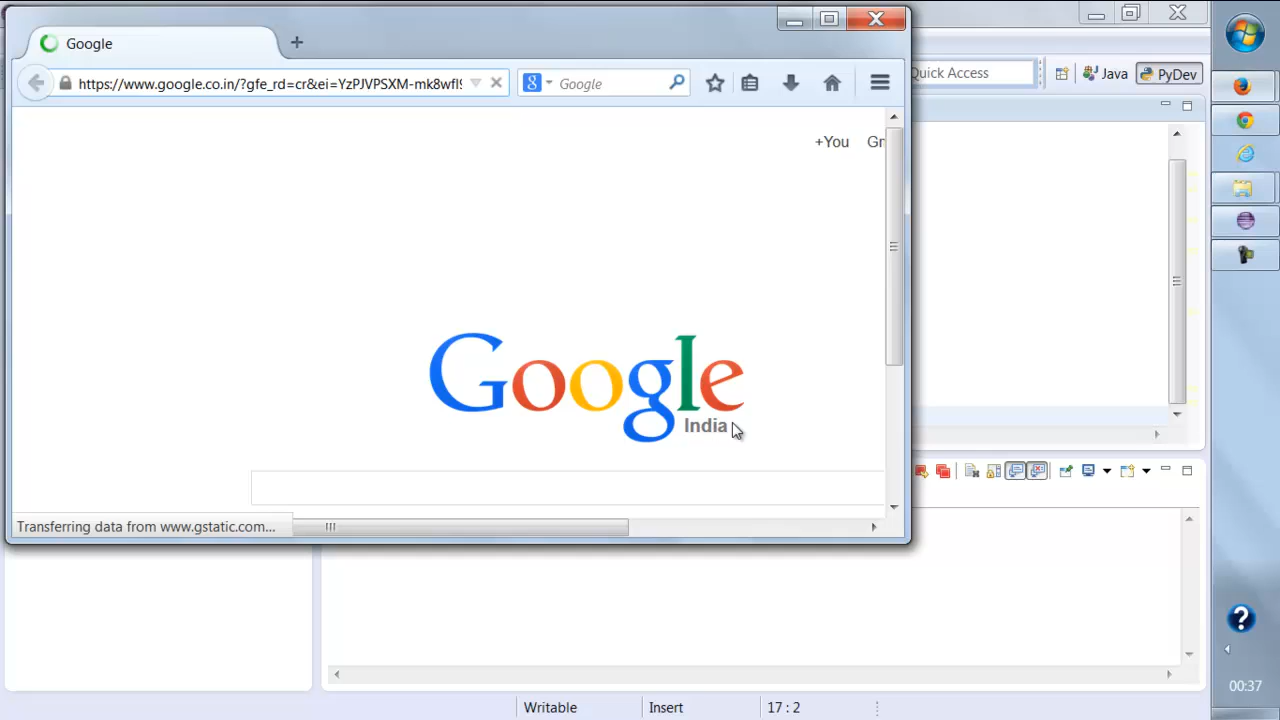 Google
https://www.google.co.in/?gfe_rd=cr&ei=YzPJVPSXM-mk8wfI9
Google
Quick Access
Java
PyDev
+You
Gr
Google
India
Transferring data from www.gstatic.com...
Writable
Insert
17 : 2
00:37